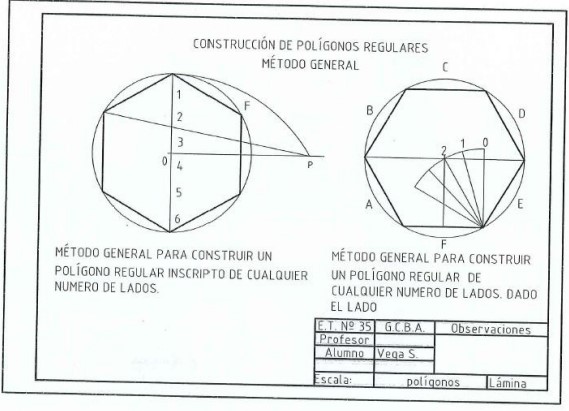 CONSTRUCCIÓN DE POLÍGONOS REGULARES
MÉTODO GENERAL
1
2
3
0
4
5
6
F
P
C
B
D
2
1
0
A
E
F
MÉTODO GENERAL PARA CONSTRUIR UN
POLÍGONO REGULAR INSCRIPTO DE CUALQUIER
NUMERO DE LADOS.
MÉTODO GENERAL PARA CONSTRUIR
UN POLÍGONO REGULAR DE
CUALQUIER NUMERO DE LADOS. DADO
EL LADO
E.T. Nº 35 G.C.B.A. Observaciones
Profesor
Alumno Vega S.
Escala: polígonos Lámina